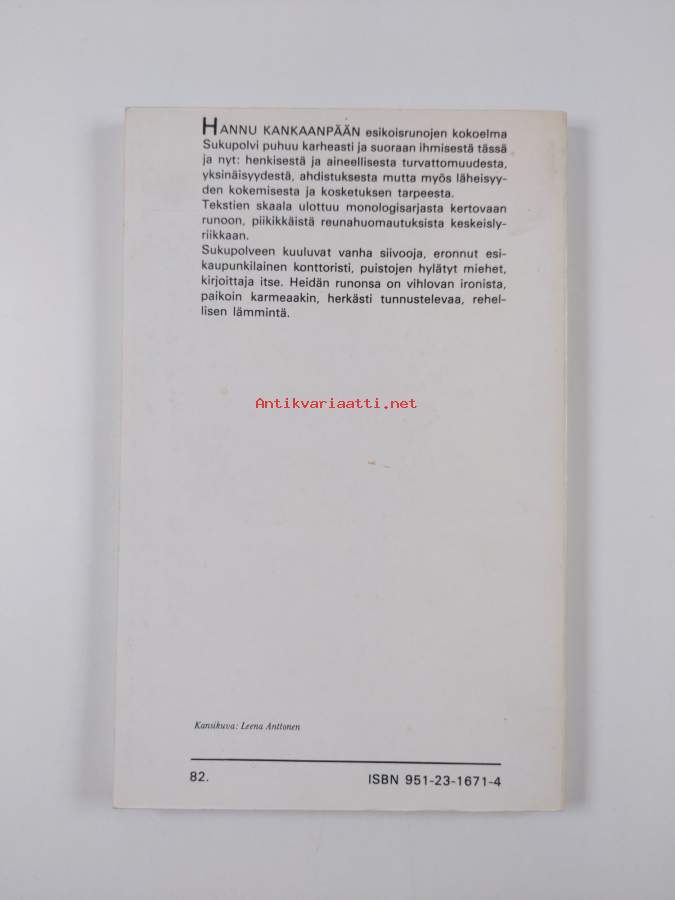 HANNU KANKAANPÄÄN esikoisrunojen kokoelma
Sukupolvi puhuu karheasti ja suoraan ihmisestä tässä
ja nyt: henkisestä ja aineellisesta turvattomuudesta,
yksinäisyydestä, ahdistuksesta mutta myös läheisyy-
den kokemisesta ja kosketuksen tarpeesta.
Tekstien skaala ulottuu monologisarjasta kertovaan
runoon, piikikkäistä reunahuomautuksista keskeisly-
riikkaan.
Sukupolveen kuuluvat vanha siivooja, eronnut esi-
kaupunkilainen konttoristi, puistojen hylätyt miehet,
kirjoittaja itse. Heidän runonsa on vihlovan ironista,
paikoin karmeaakin, herkästi tunnustelevaa, rehel-
lisen lämmintä.
Antikvariaatti.net
Kansikuva: Leena Anttonen
82.
ISBN 951-23-1671-4